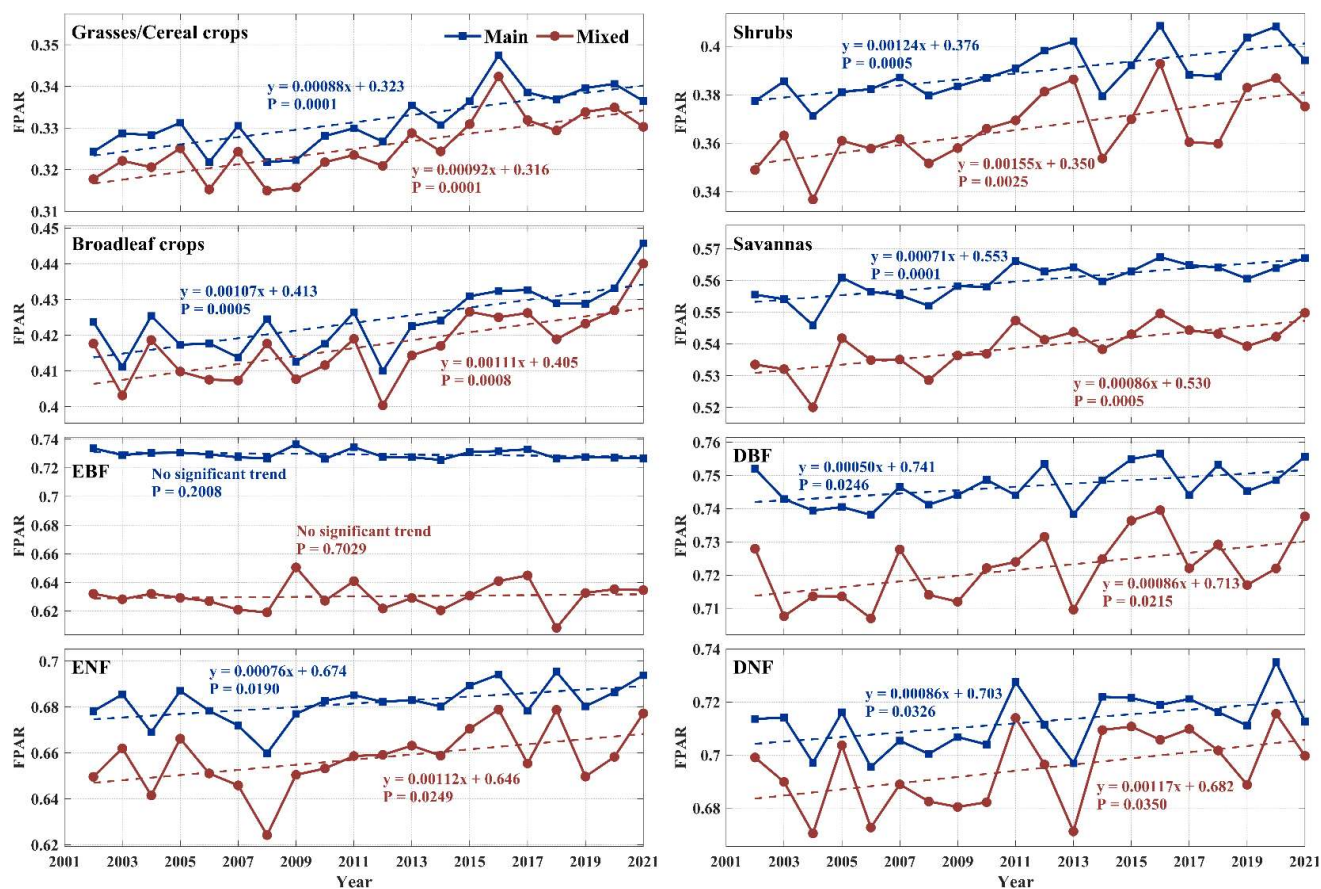 Grasses/Cereal crops
Main
Mixed
0.35
0.34
0.33
0.32
0.31
FPAR
y = 0.00088x + 0.323
P = 0.0001
y = 0.00092x + 0.316
P = 0.0001
Shrubs
0.4
0.38
0.36
0.34
FPAR
y = 0.00124x + 0.376
P = 0.0005
y = 0.00155x + 0.350
P = 0.0025
Broadleaf crops
0.45
0.44
0.43
0.42
0.41
0.4
FPAR
y = 0.00107x + 0.413
P = 0.0005
y = 0.00111x + 0.405
P = 0.0008
Savannas
0.57
0.56
0.55
0.54
0.53
0.52
FPAR
y = 0.00071x + 0.553
P = 0.0001
y = 0.00086x + 0.530
P = 0.0005
EBF
0.74
0.72
0.7
0.68
0.66
0.64
0.62
FPAR
No significant trend
P = 0.2008
No significant trend
P = 0.7029
DBF
0.76
0.75
0.74
0.73
0.72
0.71
FPAR
y = 0.00050x + 0.741
P = 0.0246
y = 0.00086x + 0.713
P = 0.0215
ENF
0.7
0.68
0.66
0.64
0.62
FPAR
y = 0.00076x + 0.674
P = 0.0190
y = 0.00112x + 0.646
P = 0.0249
2001 2003 2005 2007 2009 2011 2013 2015 2017 2019 2021
Year
DNF
0.74
0.72
0.7
0.68
FPAR
y = 0.00086x + 0.703
P = 0.0326
y = 0.00117x + 0.682
P = 0.0350
2001 2003 2005 2007 2009 2011 2013 2015 2017 2019 2021
Year